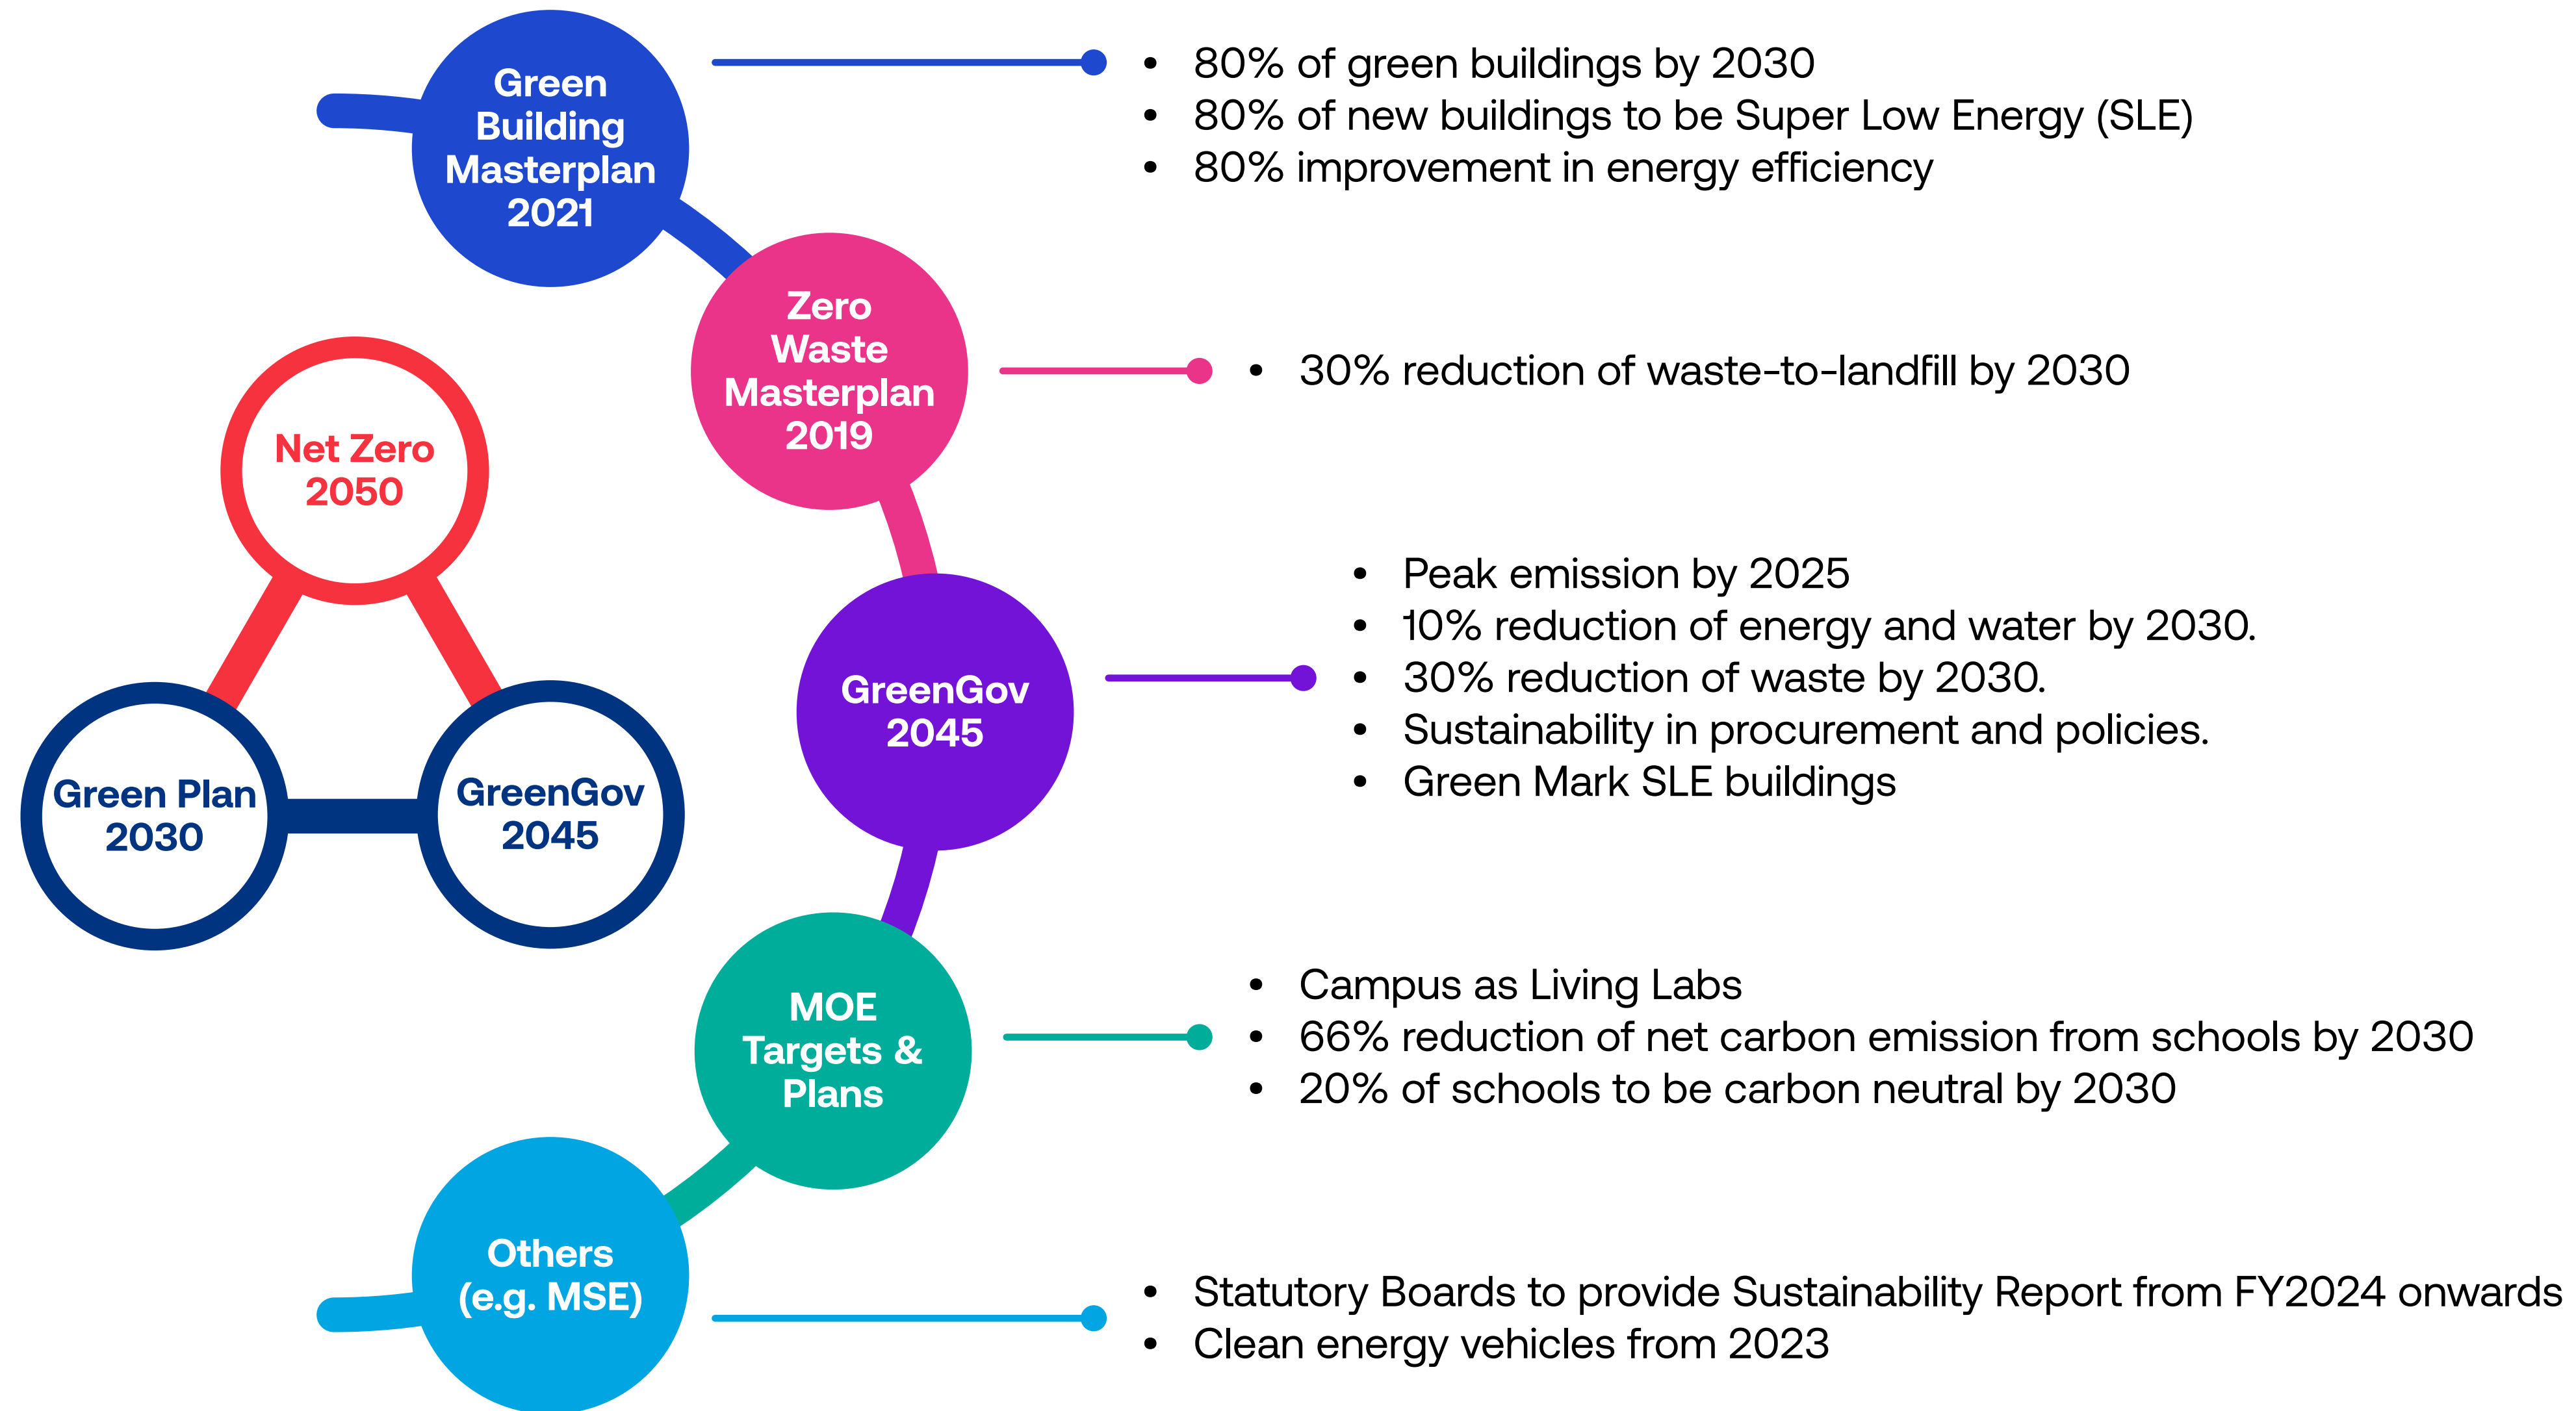 Green
Building
Masterplan
2021
• 80% of green buildings by 2030
• 80% of new buildings to be Super Low Energy (SLE)
• 80% improvement in energy efficiency
Zero
Waste
Masterplan
2019
• 30% reduction of waste-to-landfill by 2030
Net Zero
2050
Green Plan
2030
GreenGov
2045
GreenGov
2045
• Peak emission by 2025
• 10% reduction of energy and water by 2030.
• 30% reduction of waste by 2030.
• Sustainability in procurement and policies.
• Green Mark SLE buildings
MOE
Targets &
Plans
• Campus as Living Labs
• 66% reduction of net carbon emission from schools by 2030
• 20% of schools to be carbon neutral by 2030
Others
(e.g. MSE)
• Statutory Boards to provide Sustainability Report from FY2024 onwards
• Clean energy vehicles from 2023